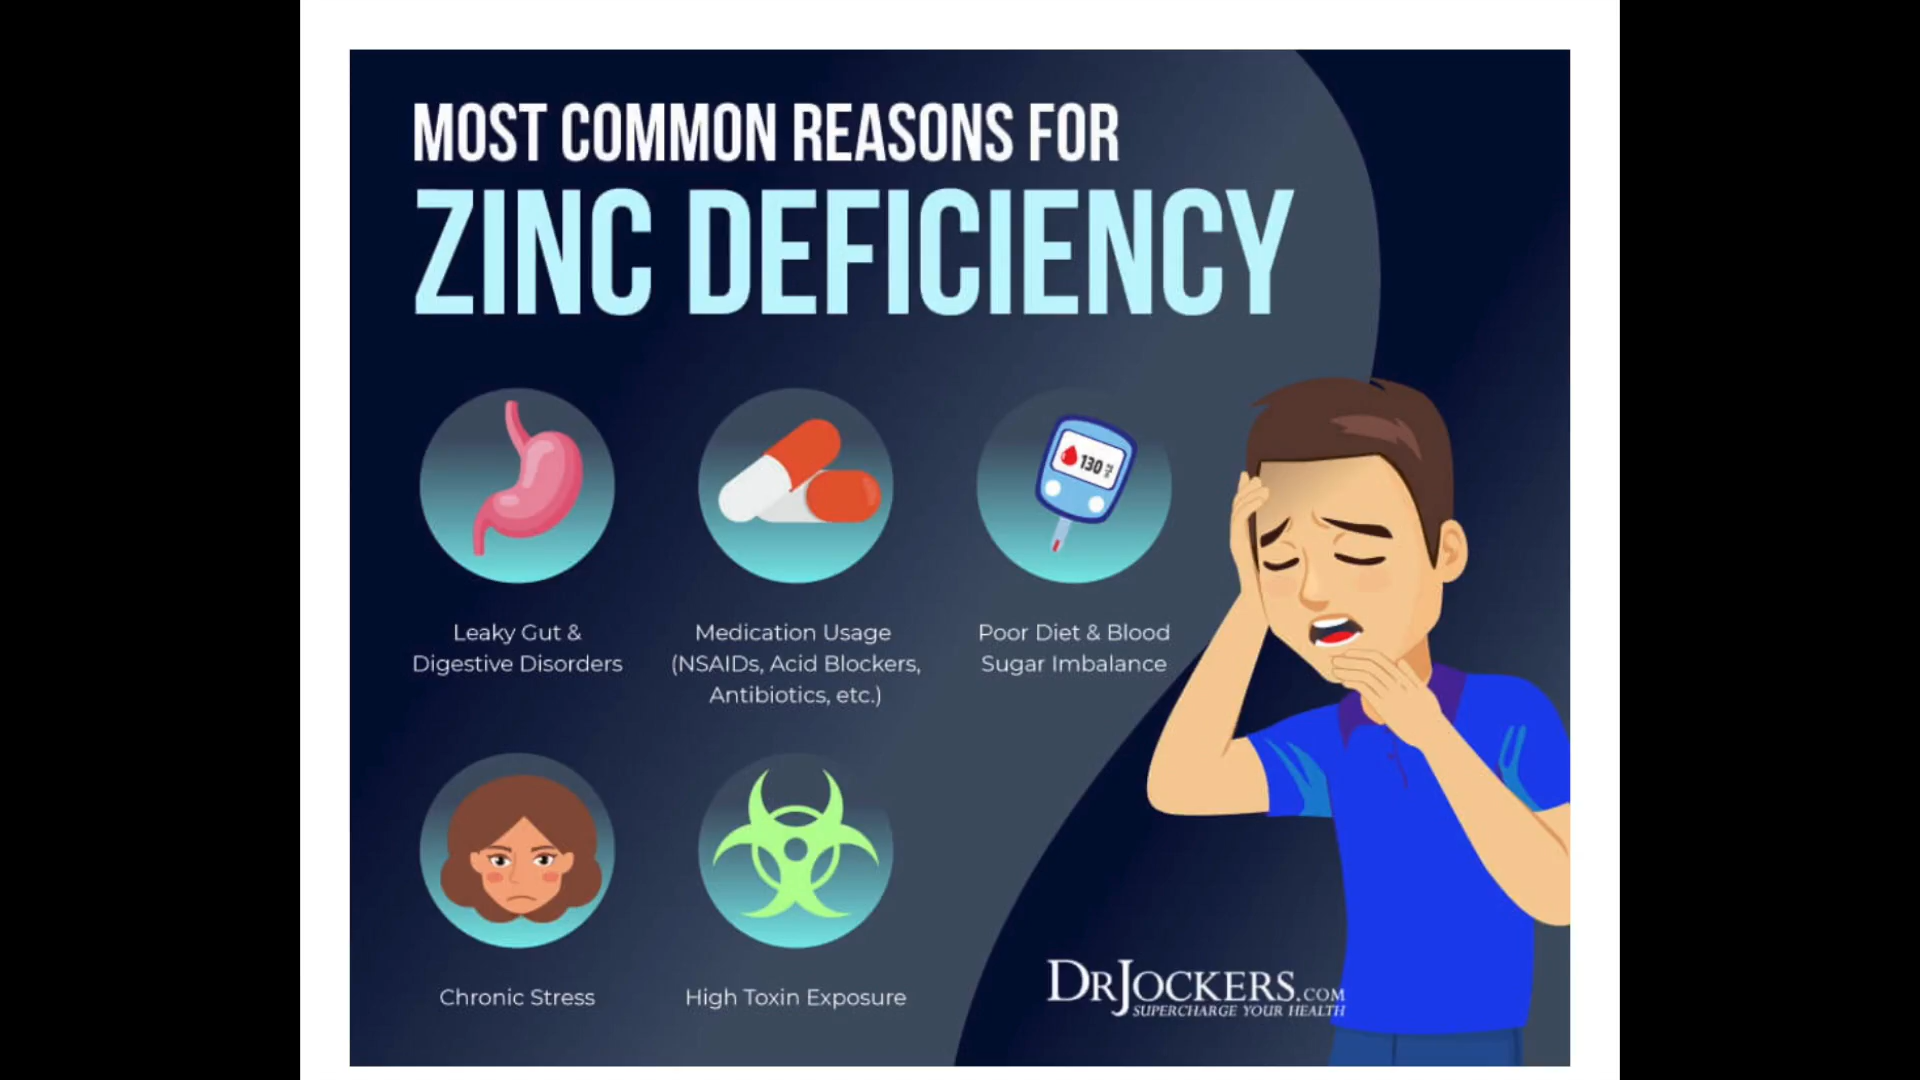 MOST COMMON REASONS FOR
ZINC DEFICIENCY
130
Leaky Gut &
Digestive Disorders
Medication Usage
(NSAIDs, Acid Blockers,
Antibiotics, etc.)
Poor Diet & Blood
Sugar Imbalance
Chronic Stress
High Toxin Exposure
DRJOCKERS.COM
SUPERCHARGE YOUR HEALTH